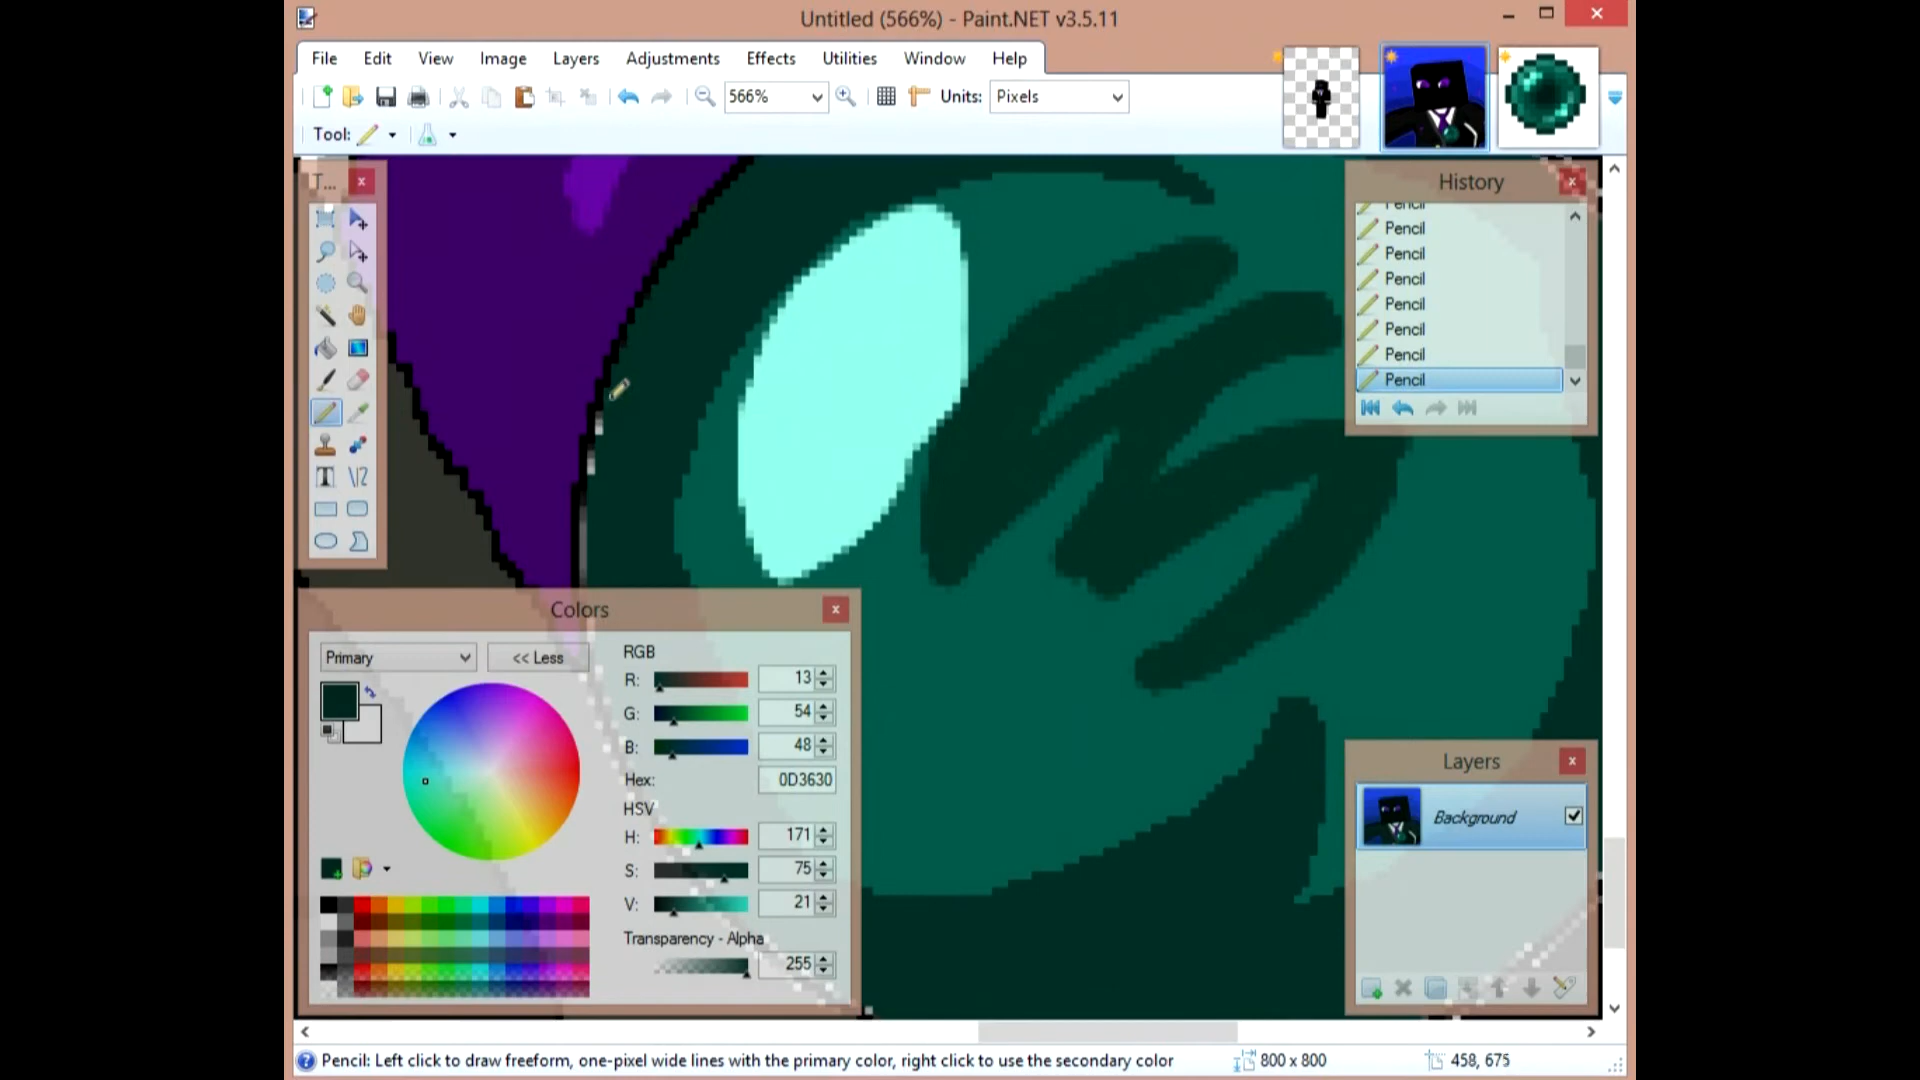 Untitled (566%) - Paint.NET v3.5.11
File Edit View Image Layers Adjustments Effects Utilities Window Help
566% Units: Pixels
Tool:
T...
History
Pencil
Pencil
Pencil
Pencil
Pencil
Pencil
Pencil
Pencil
Colors
Primary << Less
RGB
R: 13
G: 54
B: 48
Hex: 0D3630
HSV
H: 171
S: 75
V: 21
Transparency - Alpha
255
Layers
Background
Pencil: Left click to draw freeform, one-pixel wide lines with the primary color, right click to use the secondary color 800 x 800 458, 675